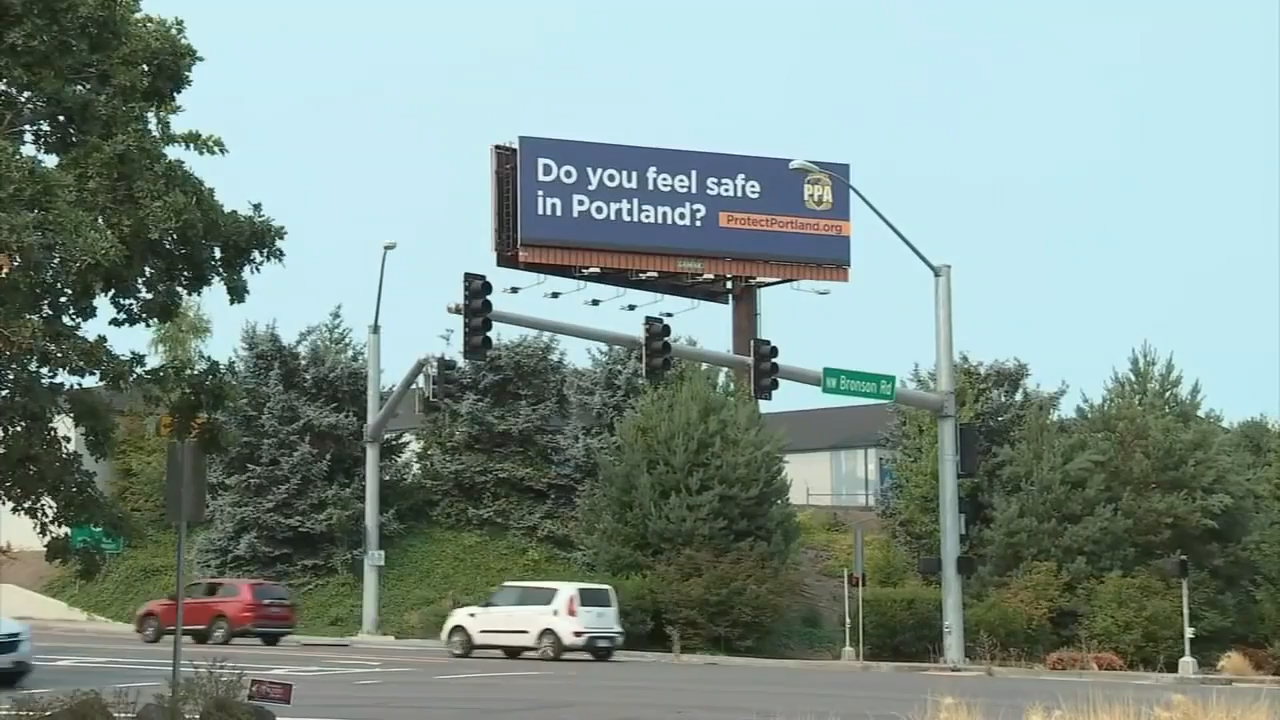 Do you feel safe
in Portland?
PPA
ProtectPortland.org
NW Bronson Rd